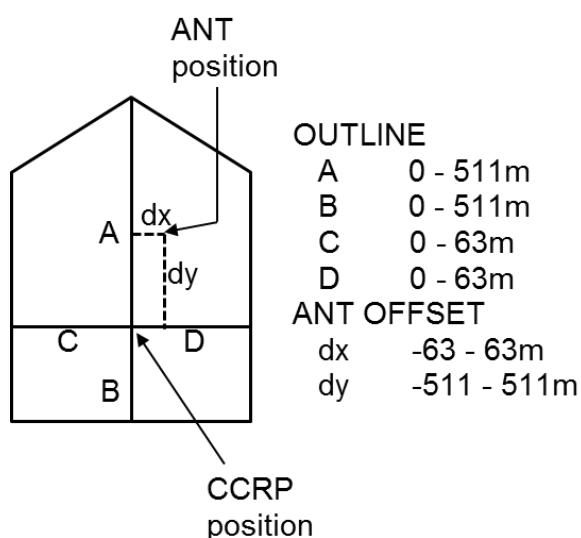 ANT
position
OUTLINE
A 0 - 511m
B 0 - 511m
C 0 - 63m
D 0 - 63m
ANT OFFSET
dx -63 - 63m
dy -511 - 511m
dx
A
dy
C D
B
CCRP
position